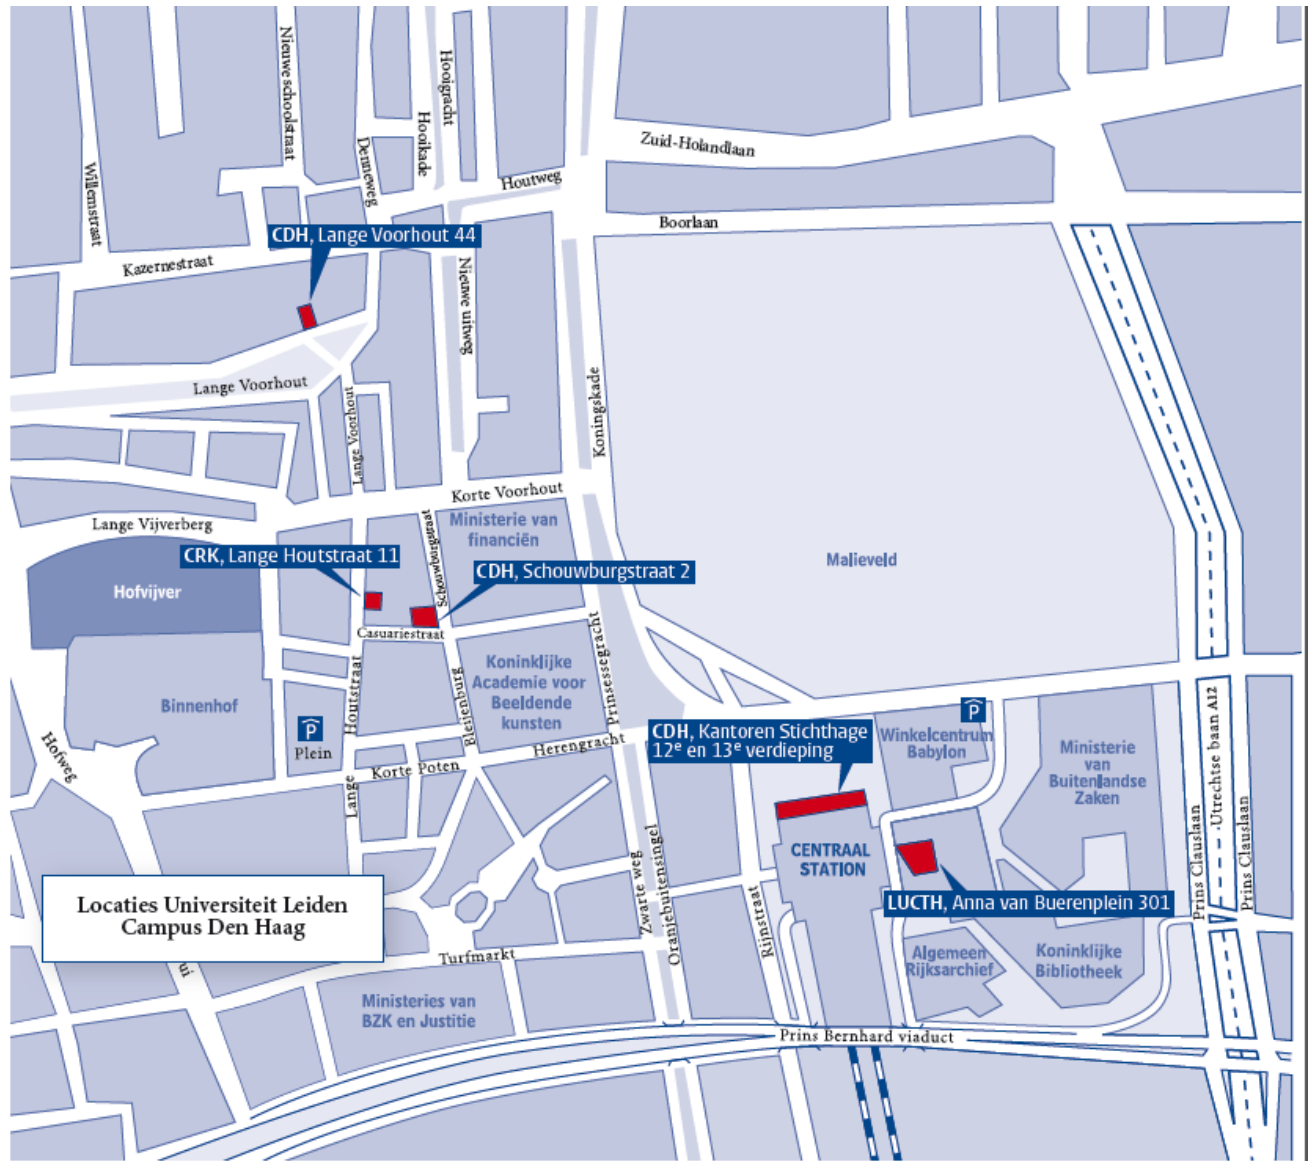 Nieuwe schoolstraat
Hooigracht
Hooikade
Denneweg
Willemstraat
Zuid-Holandlaan
Houtweg
Boorlaan
CDH, Lange Voorhout 44
Kazernestraat
Nieuwe uitweg
Lange Voorhout
Lange Voorhout
Koningskade
Korte Voorhout
Lange Vijverberg
Schouwburgstraat
Ministerie van
financiën
CRK, Lange Houtstraat 11
CDH, Schouwburgstraat 2
Malieveld
Hofvijver
Casuariestraat
Prinsessegracht
Koninklijke
Academie voor
Beeldende
kunsten
Binnenhof
Bleijenburg
Lange Houtstraat
P
Plein
Hofweg
Korte Poten
Herengracht
CDH, Kantoren Stichthage
12e en 13e verdieping
P
Winkelcentrum
Babylon
Ministerie
van
Buitenlandse
Zaken
Utrechtse baan A12
Prins Clauslaan
Prins Clauslaan
CENTRAAL
STATION
LUCTH, Anna van Buerenplein 301
Zwarte weg
Oranjebuitensingel
Rijnstraat
Locaties Universiteit Leiden
Campus Den Haag
ui
Turfmarkt
Algemeen
Rijksarchief
Koninklijke
Bibliotheek
Ministeries van
BZK en Justitie
Prins Bernhard viaduct